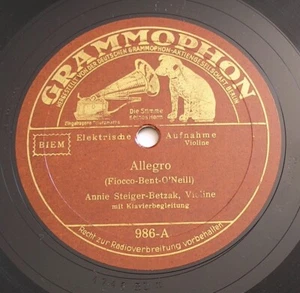 GRAMMOPHON
HERGESTELLT VON DER DEUTSCHEN GRAMMOPHON-AKTIENGESELLSCHAFT, BERLIN
Die Stimme
seines Herrn
BIEM
Elektrische Aufnahme
Violine
Allegro
(Fiocco-Bent-O'Neill)
Annie Steiger-Betzak, Violine
mit Klavierbegleitung
986-A
Recht zur Radioverbreitung vorbehalten